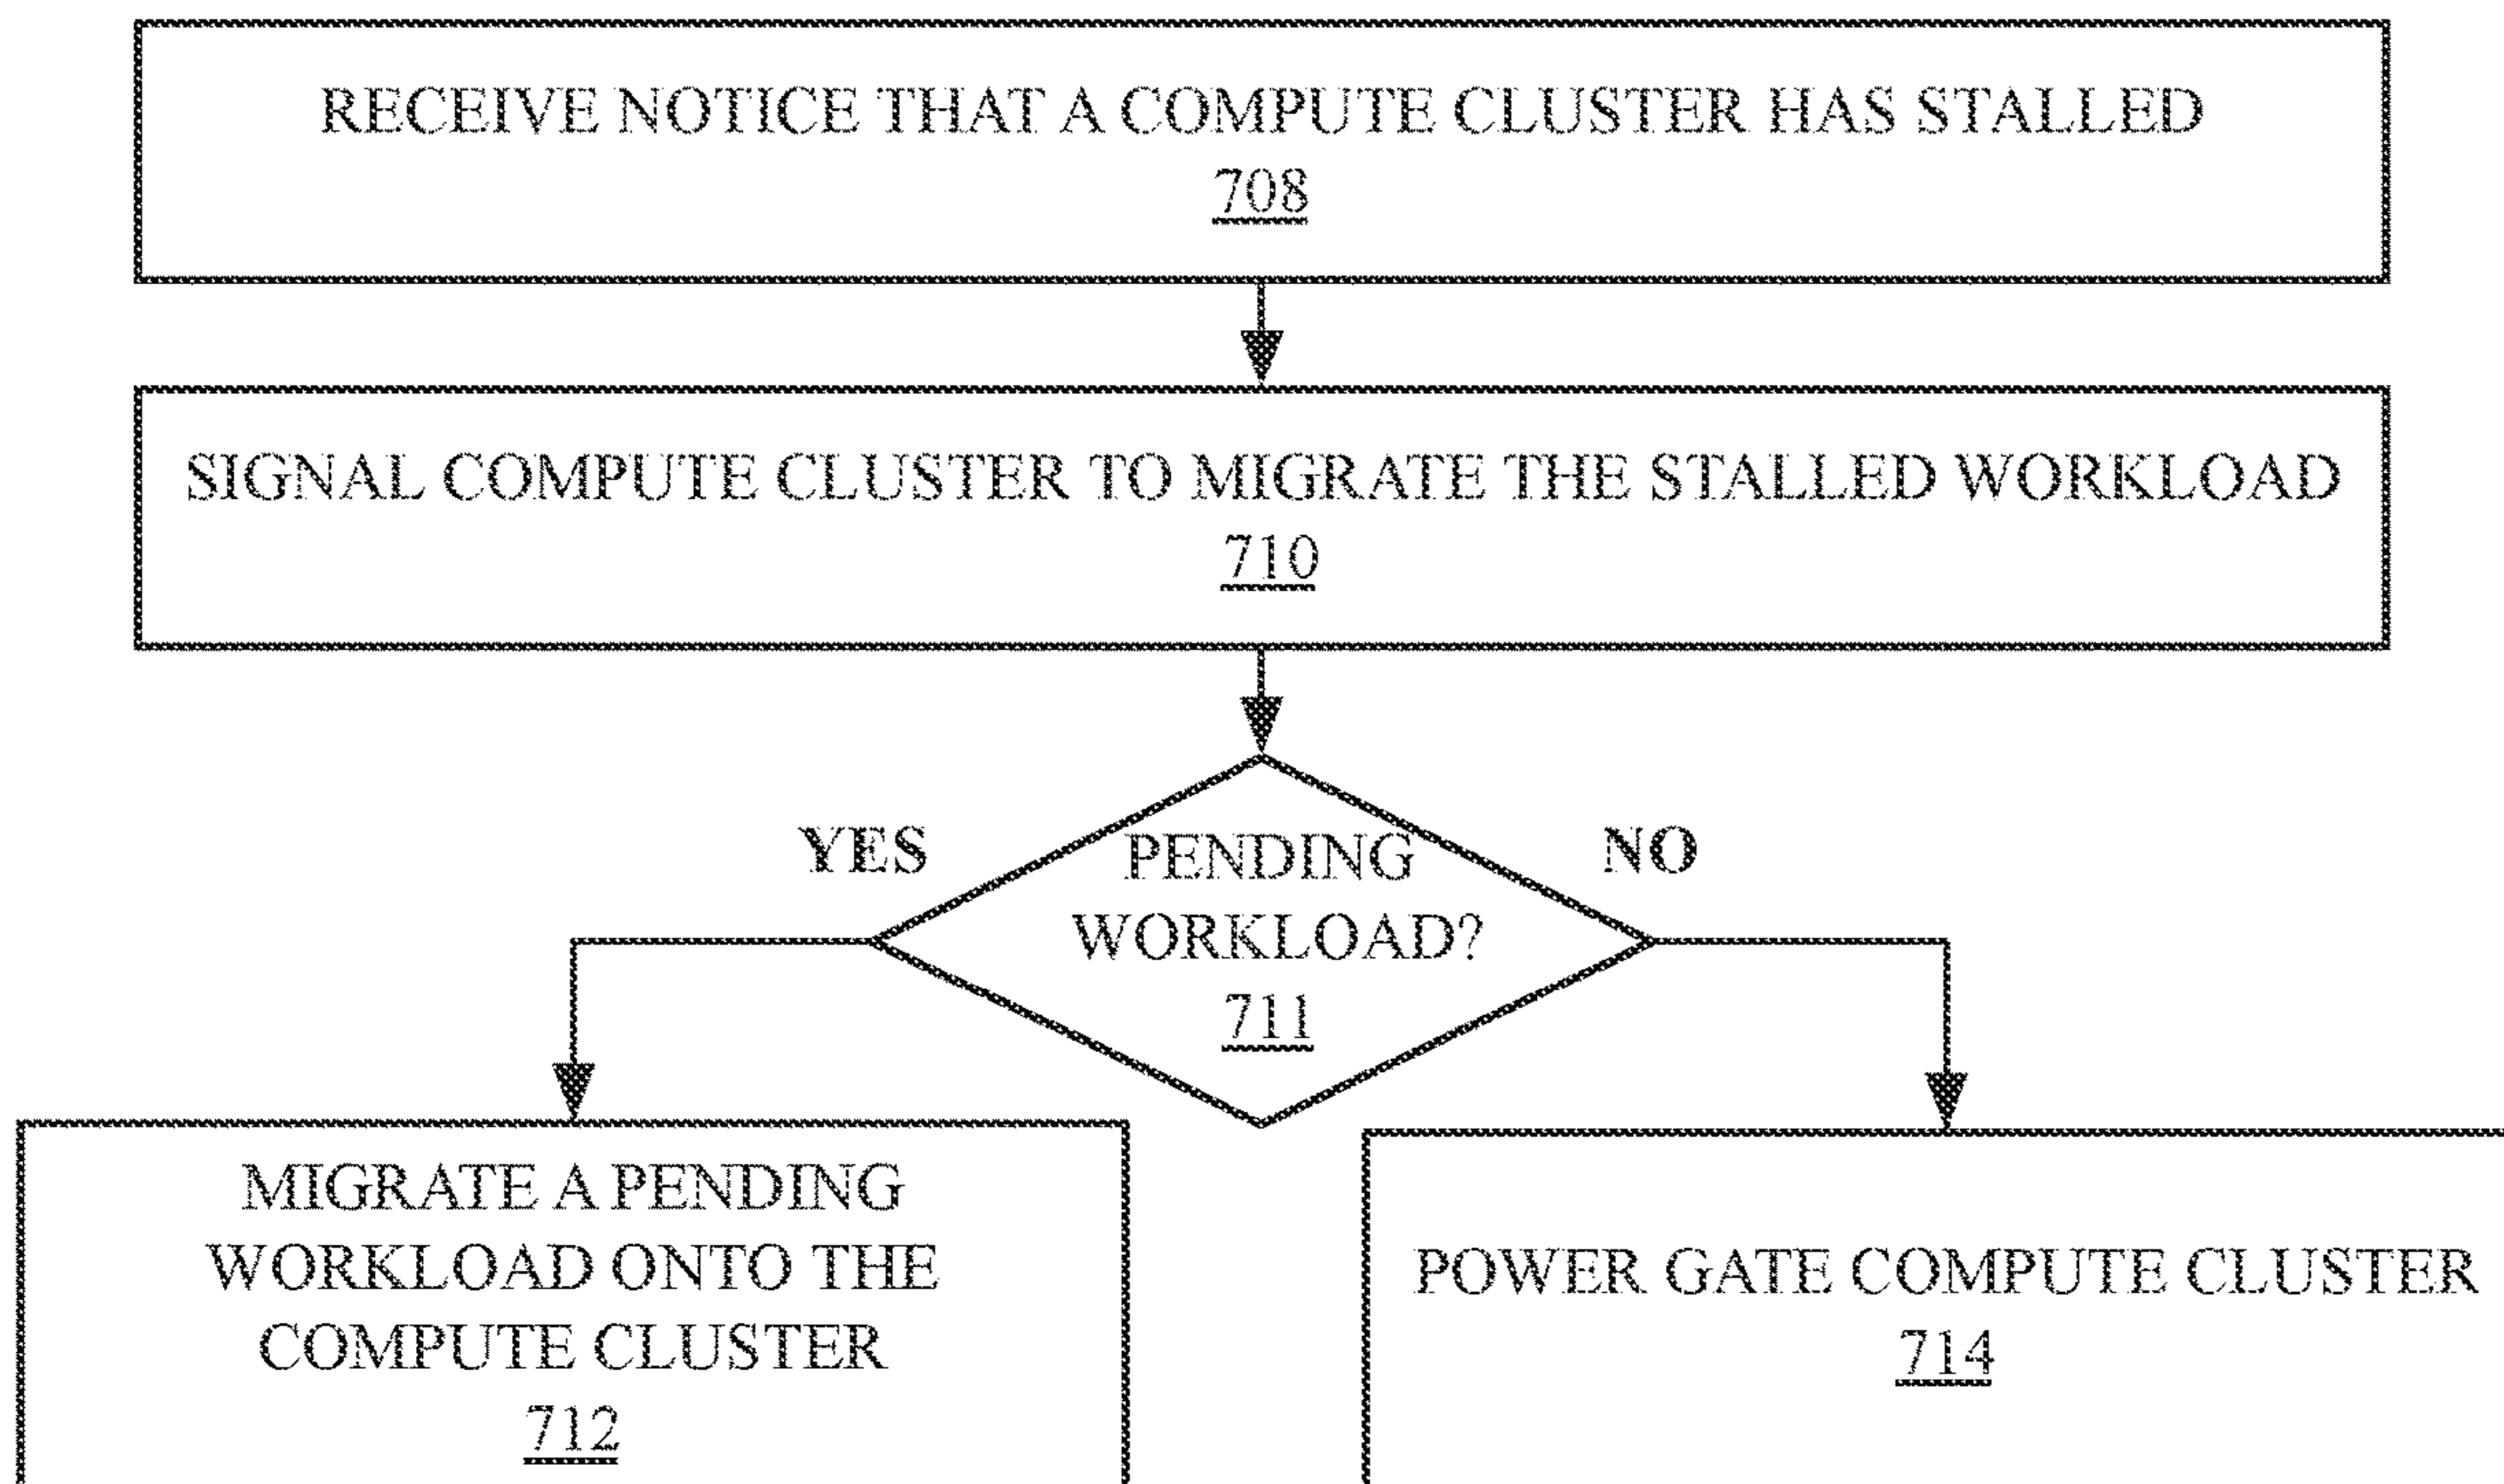 RECEIVE NOTICE THAT A COMPUTE CLUSTER HAS STALLED
708
SIGNAL COMPUTE CLUSTER TO MIGRATE THE STALLED WORKLOAD
710
YES
NO
PENDING
WORKLOAD?
711
MIGRATE A PENDING
WORKLOAD ONTO THE
COMPUTE CLUSTER
712
POWER GATE COMPUTE CLUSTER
714